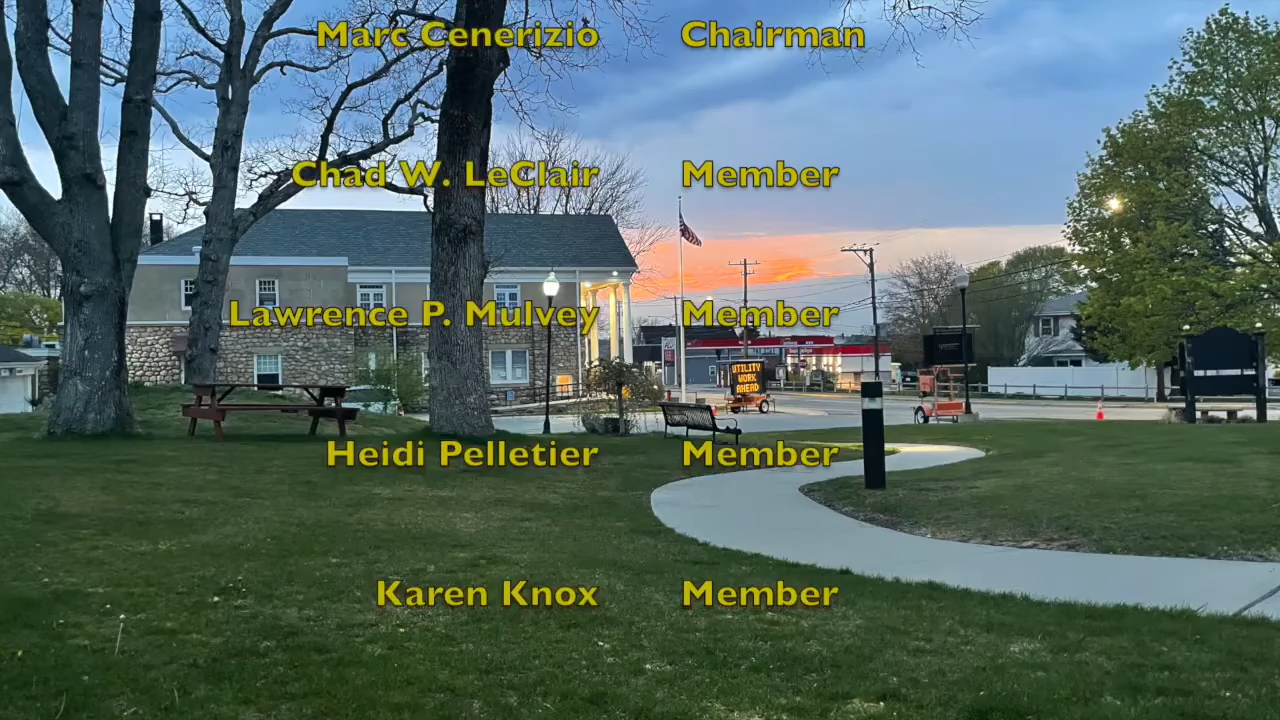 Marc Cenerizio Chairman
Chad W. LeClair Member
Lawrence P. Mulvey Member
UTILITY
WORK
AHEAD
Heidi Pelletier Member
Karen Knox Member